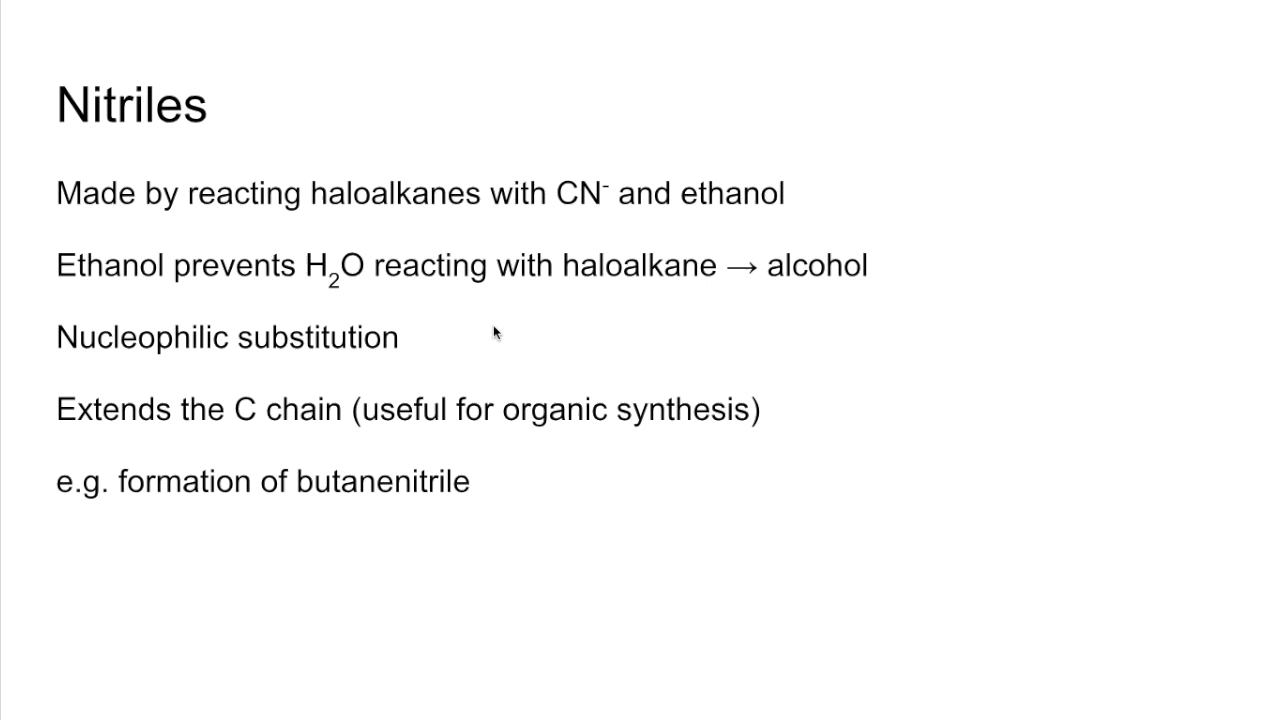 Nitriles
Made by reacting haloalkanes with CN⁻ and ethanol
Ethanol prevents H₂O reacting with haloalkane → alcohol
Nucleophilic substitution
Extends the C chain (useful for organic synthesis)
e.g. formation of butanenitrile